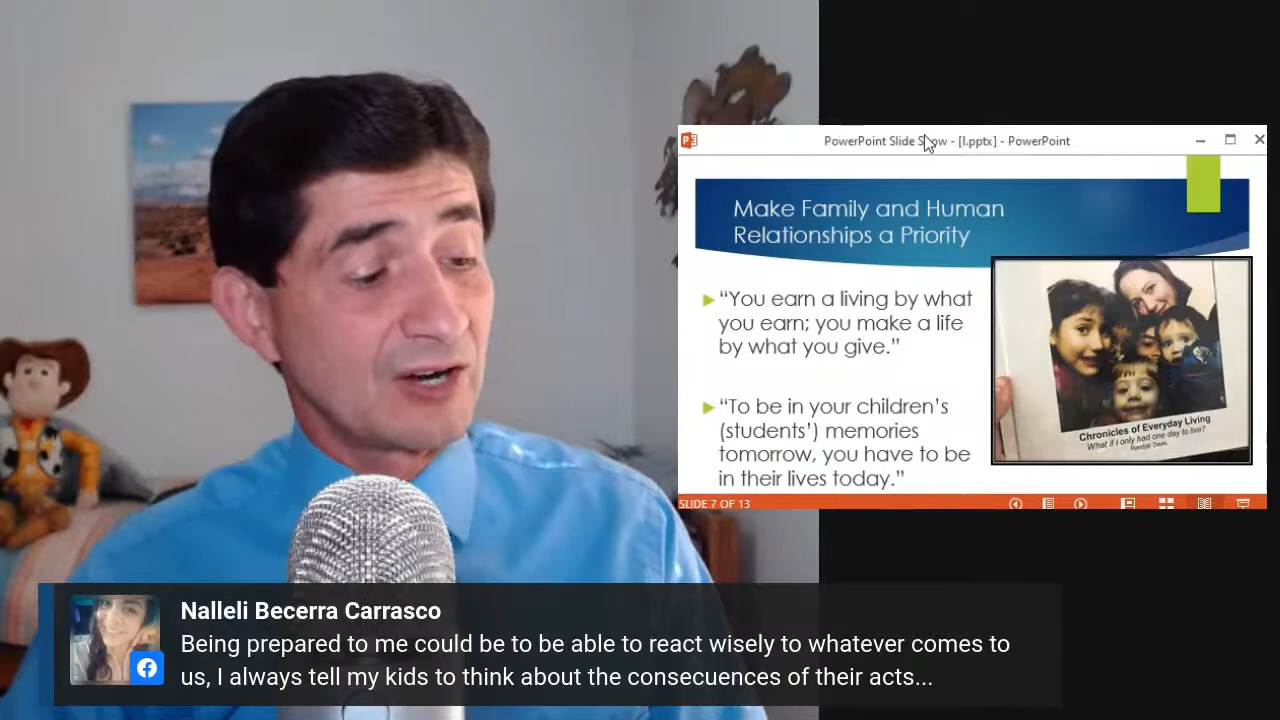 PowerPoint Slide Show - [I.pptx] - PowerPoint
Make Family and Human
Relationships a Priority
“You earn a living by what
you earn; you make a life
by what you give.”
“To be in your children’s
(students’) memories
tomorrow, you have to be
in their lives today.”
Chronicles of Everyday Living
What if I only had one day to live?
Randall Davis
SLIDE 7 OF 13
Nalleli Becerra Carrasco
Being prepared to me could be to be able to react wisely to whatever comes to
us, I always tell my kids to think about the consecuences of their acts...